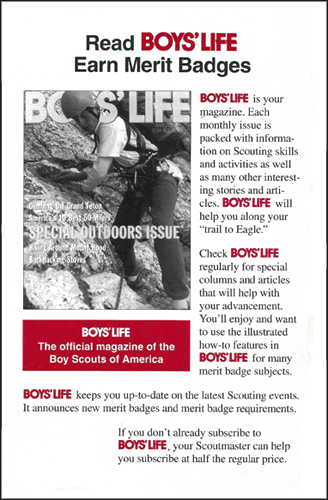 Read BOYS' LIFE
Earn Merit Badges
BOYS' LIFE
Climbing the Grand Teton
America's 10 Best 50-Milers
SPECIAL OUTDOORS ISSUE
Hiking Around Mount Hood
Backpacking Stoves
BOYS' LIFE
The official magazine of the
Boy Scouts of America
BOYS' LIFE is your
magazine. Each
monthly issue is
packed with informa-
tion on Scouting skills
and activities as well
as many other interest-
ing stories and arti-
cles. BOYS' LIFE will
help you along your
“trail to Eagle.”
Check BOYS' LIFE
regularly for special
columns and articles
that will help with
your advancement.
You’ll enjoy and want
to use the illustrated
how-to features in
BOYS' LIFE for many
merit badge subjects.
BOYS' LIFE keeps you up-to-date on the latest Scouting events.
It announces new merit badges and merit badge requirements.
If you don’t already subscribe to
BOYS' LIFE, your Scoutmaster can help
you subscribe at half the regular price.